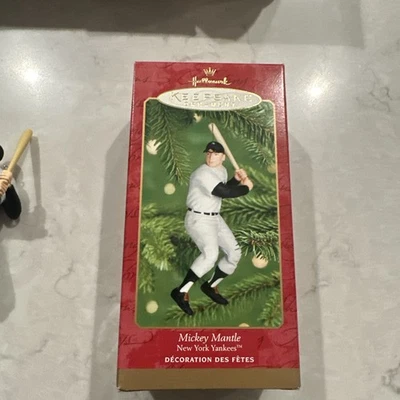 Hallmark
KEEPSAKE
Mickey Mantle
New York Yankees™
DÉCORATION DES FÊTES